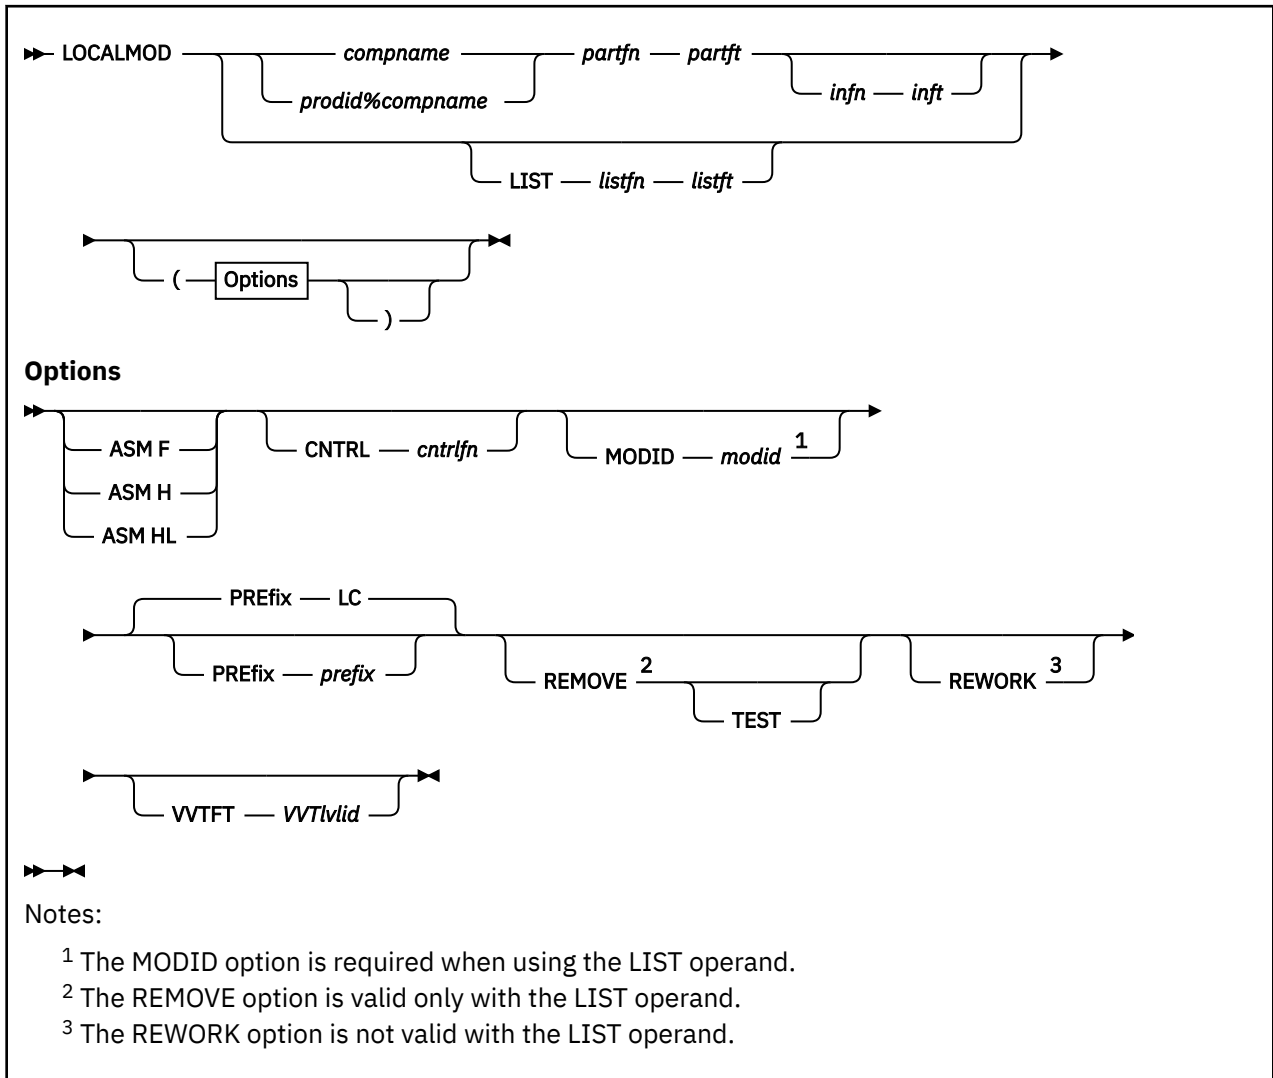 LOCALMOD compname partfn partft
prodid%compname infn inft
LIST listfn listft
( Options
)
Options
ASM F CNTRL cntrlfn MODID modid 1
ASM H
ASM HL
PREfix LC
PREfix prefix REMOVE 2 REWORK 3
TEST
VVTFT VVTlvlid
Notes:
1 The MODID option is required when using the LIST operand.
2 The REMOVE option is valid only with the LIST operand.
3 The REWORK option is not valid with the LIST operand.